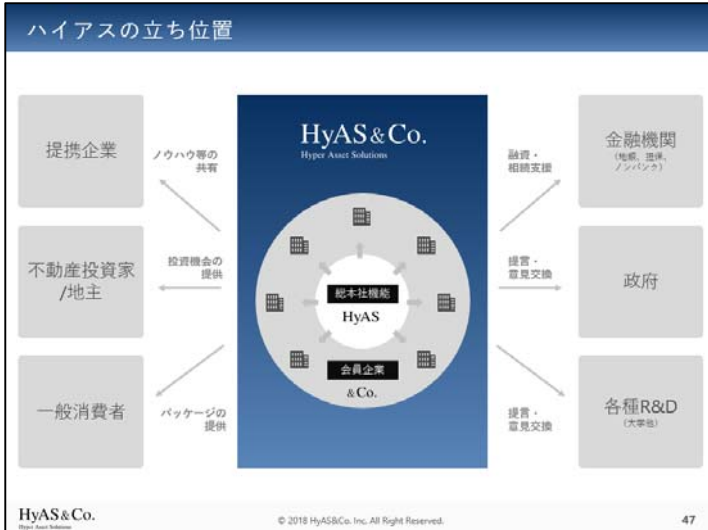 ハイアスの立ち位置
提携企業
ノウハウ等の
共有
不動産投資家
/地主
投資機会の
提供
一般消費者
パッケージの
提供
HyAS&Co.
Hyper Asset Solutions
総本社機能
HyAS
会員企業
&Co.
融資・
相続支援
金融機関
(地銀、担保、
ノンバンク)
提言・
意見交換
政府
提言・
意見交換
各種R&D
(大学他)
HyAS&Co.
Hyper Asset Solutions
© 2018 HyAS&Co. Inc. All Right Reserved.
47